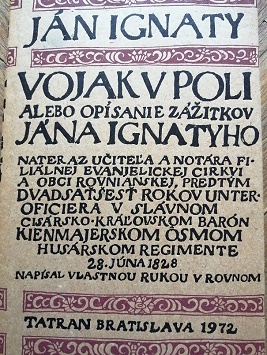 JÁN IGNATY
VOJAK V POLI
ALEBO OPÍSANIE ZÁŽITKOV
JÁNA IGNATYHO
NATERAZ UČITEĽA A NOTÁRA FI-
LIÁLNEJ EVANJELICKEJ CIRKVI
A OBCI ROVNIANSKEJ, PREDTÝM
DVADSAŤŠESŤ ROKOV UNTER-
OFICIERA V SLÁVNOM
CISÁRSKO-KRÁĽOVSKOM BARÓN
KIENMAJERSKOM ÔSMOM
HUSÁRSKOM REGIMENTE
28. JÚNA 1828
NAPÍSAL VLASTNOU RUKOU V ROVNOM
TATRAN BRATISLAVA 1972